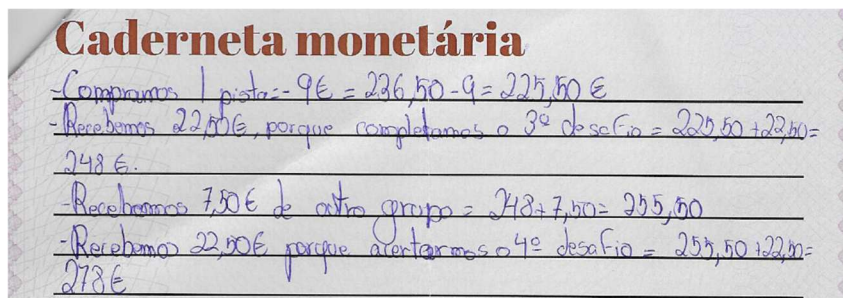 Caderneta monetária
-Compramos 1 pista:- 9€ = 236,50-9=225,50 €
-Recebemos 22,50€, porque completamos o 3º desafio = 225,50+22,50=
248 €.
-Recebemos 7,50€ de outro grupo = 248+7,50= 255,50
-Recebemos 22,50€ porque acertarmos o 4º desafio = 255,50+22,50=
278€